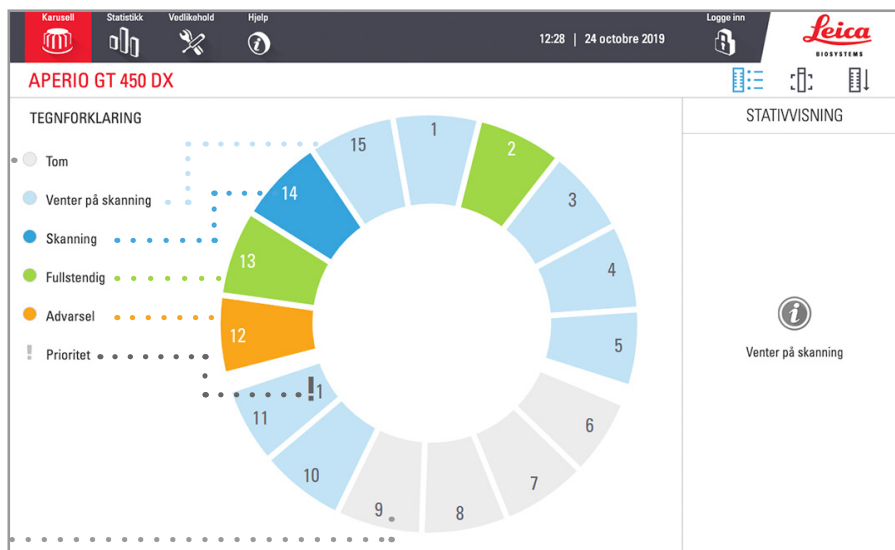 Karusell
Statistikk
Vedlikehold
Hjelp
12:28 | 24 octobre 2019
Logge inn
Leica
BIOSYSTEMS
APERIO GT 450 DX
TEGNFORKLARING
STATIVVISNING
Tom
Venter på skanning
Skanning
Fullstendig
Advarsel
! Prioritet
1
2
3
4
5
6
7
8
9
10
11
!1
12
13
14
15
Venter på skanning